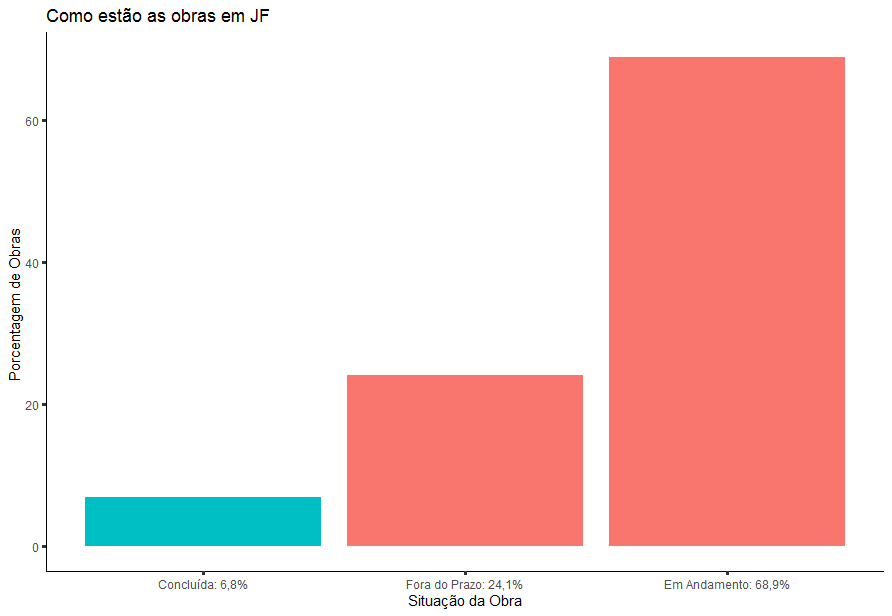 Como estão as obras em JF
Porcentagem de Obras
60
40
20
0
Concluída: 6,8%
Fora do Prazo: 24,1%
Em Andamento: 68,9%
Situação da Obra